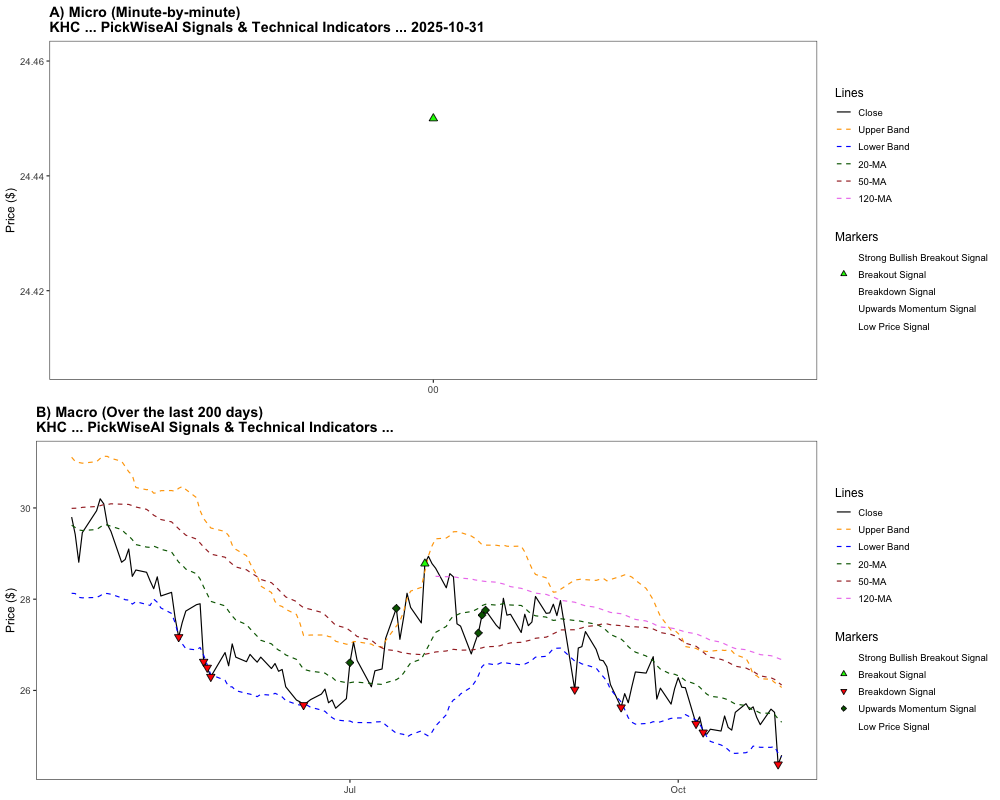 A) Micro (Minute-by-minute)
KHC ... PickWiseAI Signals & Technical Indicators ... 2025-10-31
24.46
24.44
24.42
Price ($)
00
Lines
Close
Upper Band
Lower Band
20-MA
50-MA
120-MA
Markers
Strong Bullish Breakout Signal
Breakout Signal
Breakdown Signal
Upwards Momentum Signal
Low Price Signal
B) Macro (Over the last 200 days)
KHC ... PickWiseAI Signals & Technical Indicators ...
30
28
26
Price ($)
Jul
Oct
Lines
Close
Upper Band
Lower Band
20-MA
50-MA
120-MA
Markers
Strong Bullish Breakout Signal
Breakout Signal
Breakdown Signal
Upwards Momentum Signal
Low Price Signal